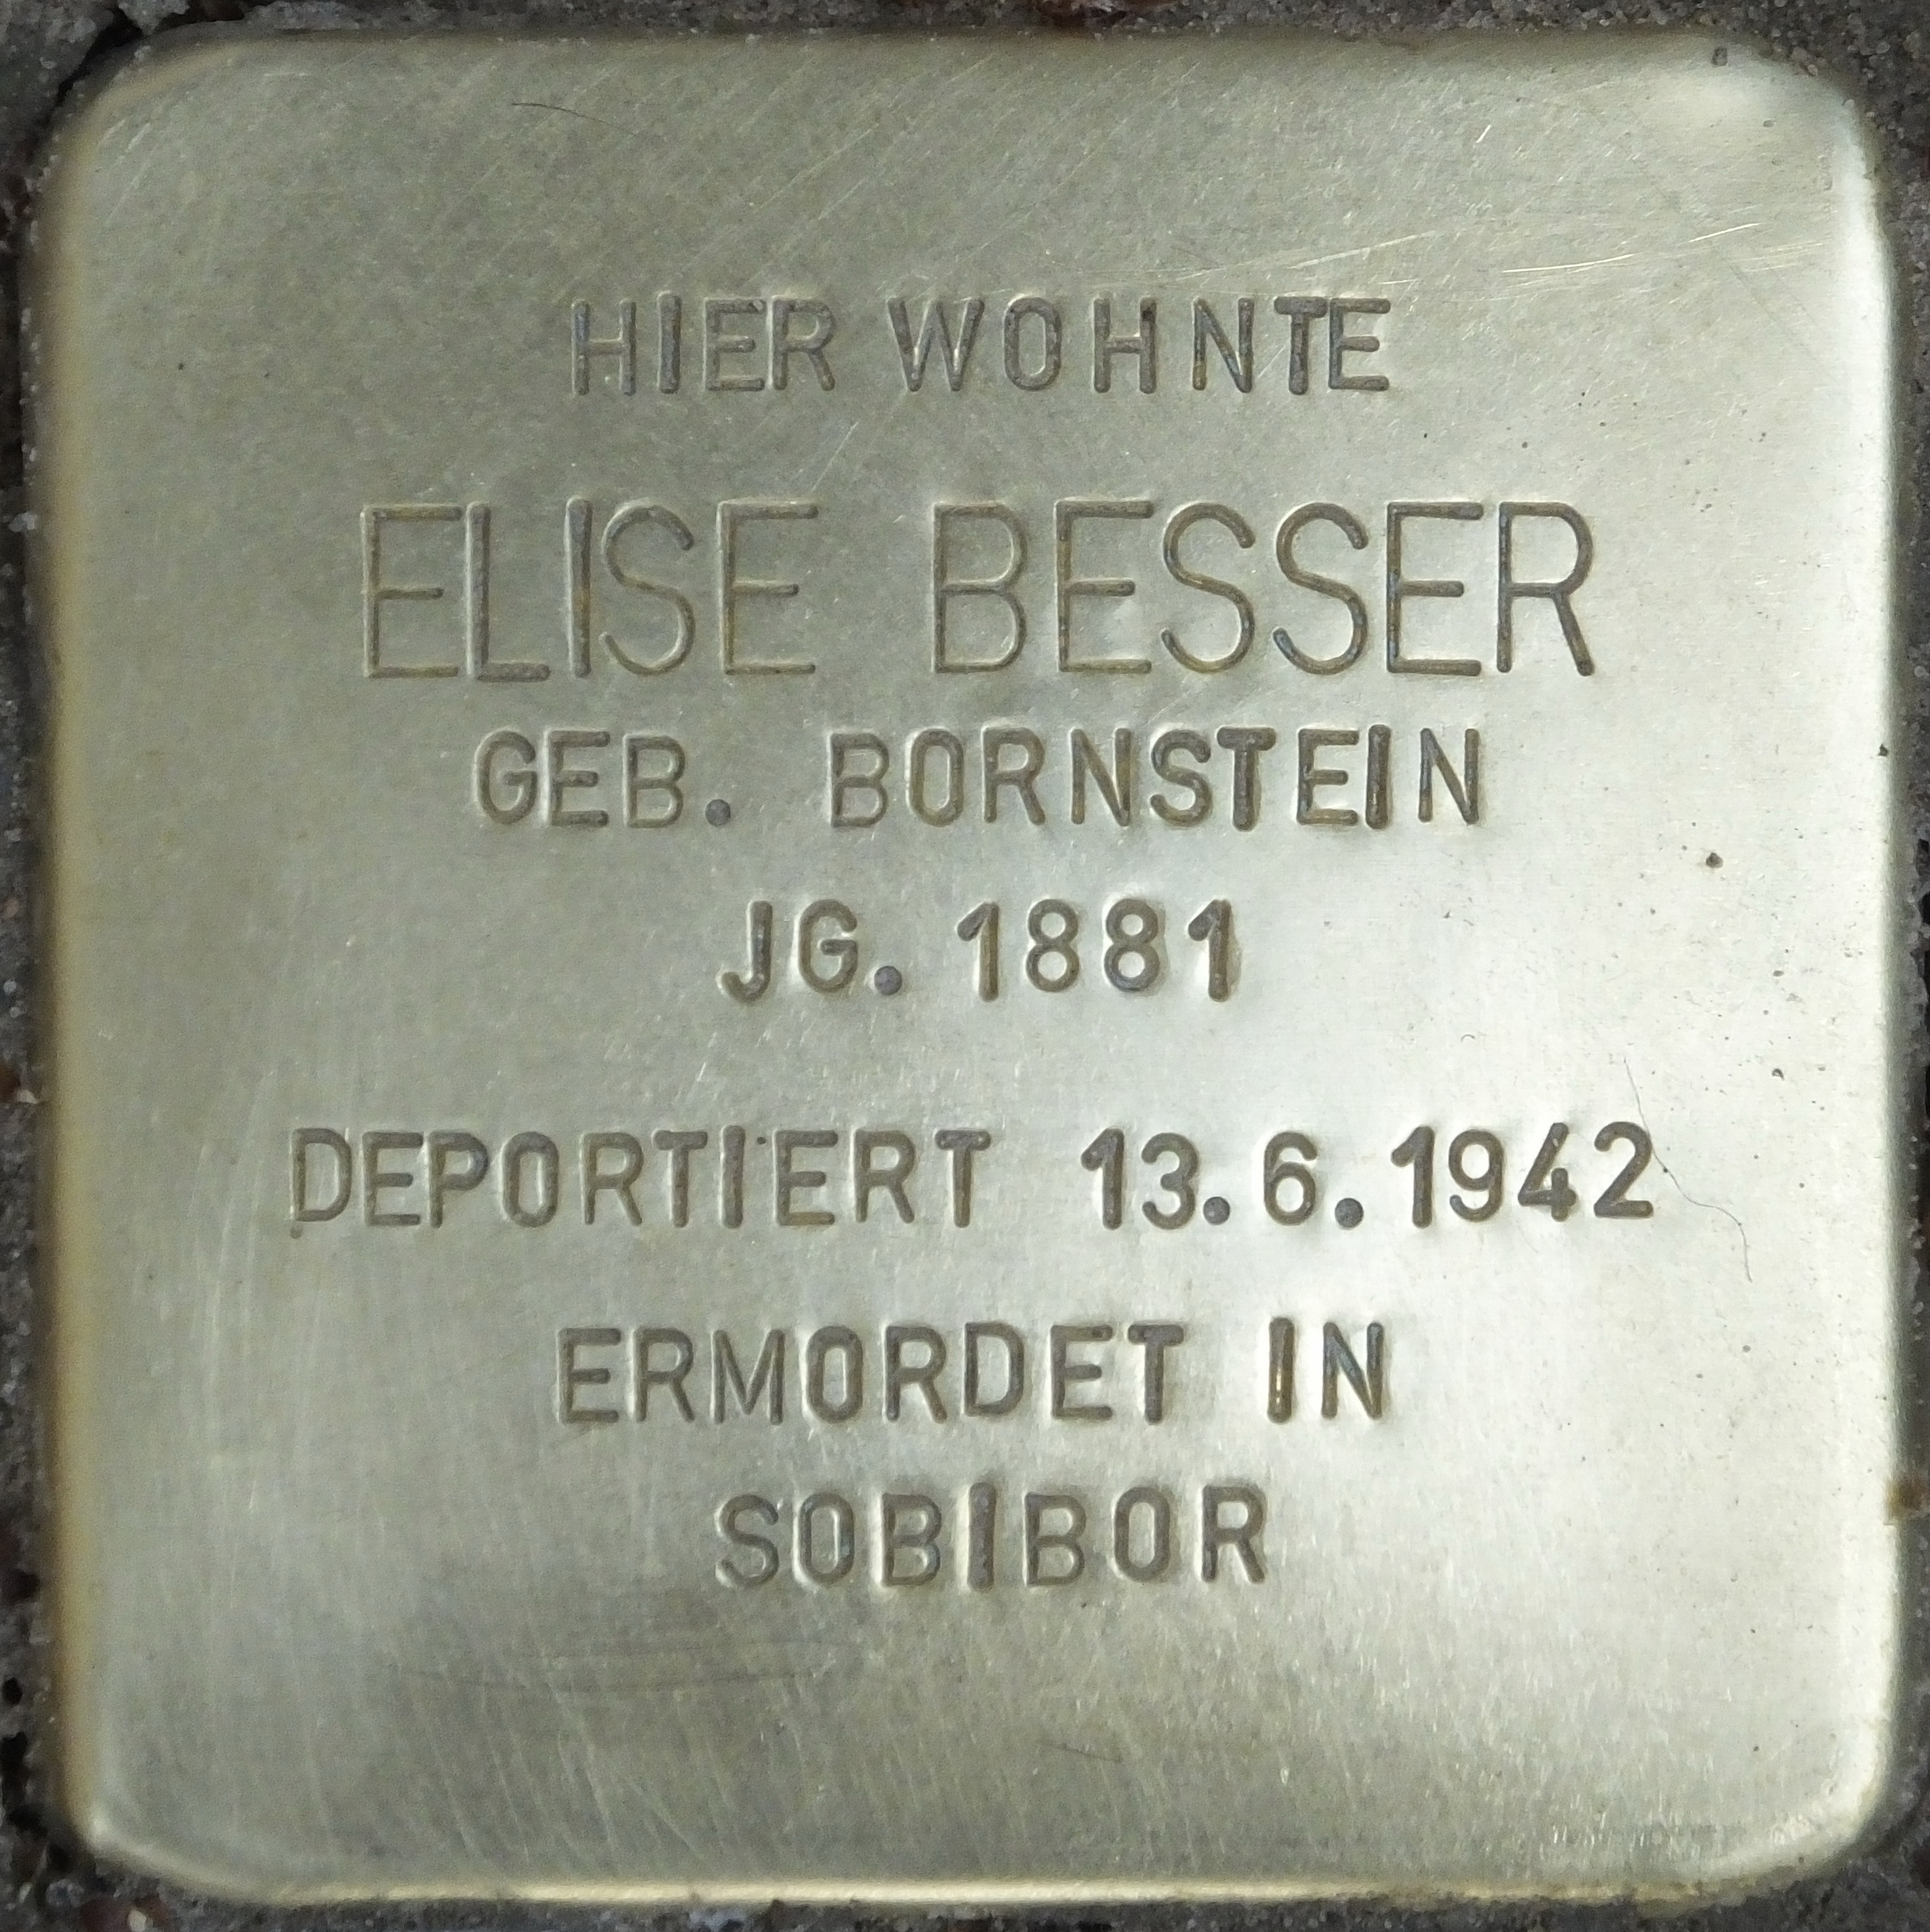 HIER WOHNTE
ELISE BESSER
GEB. BORNSTEIN
JG. 1881
DEPORTIERT 13.6.1942
ERMORDET IN
SOBIBOR